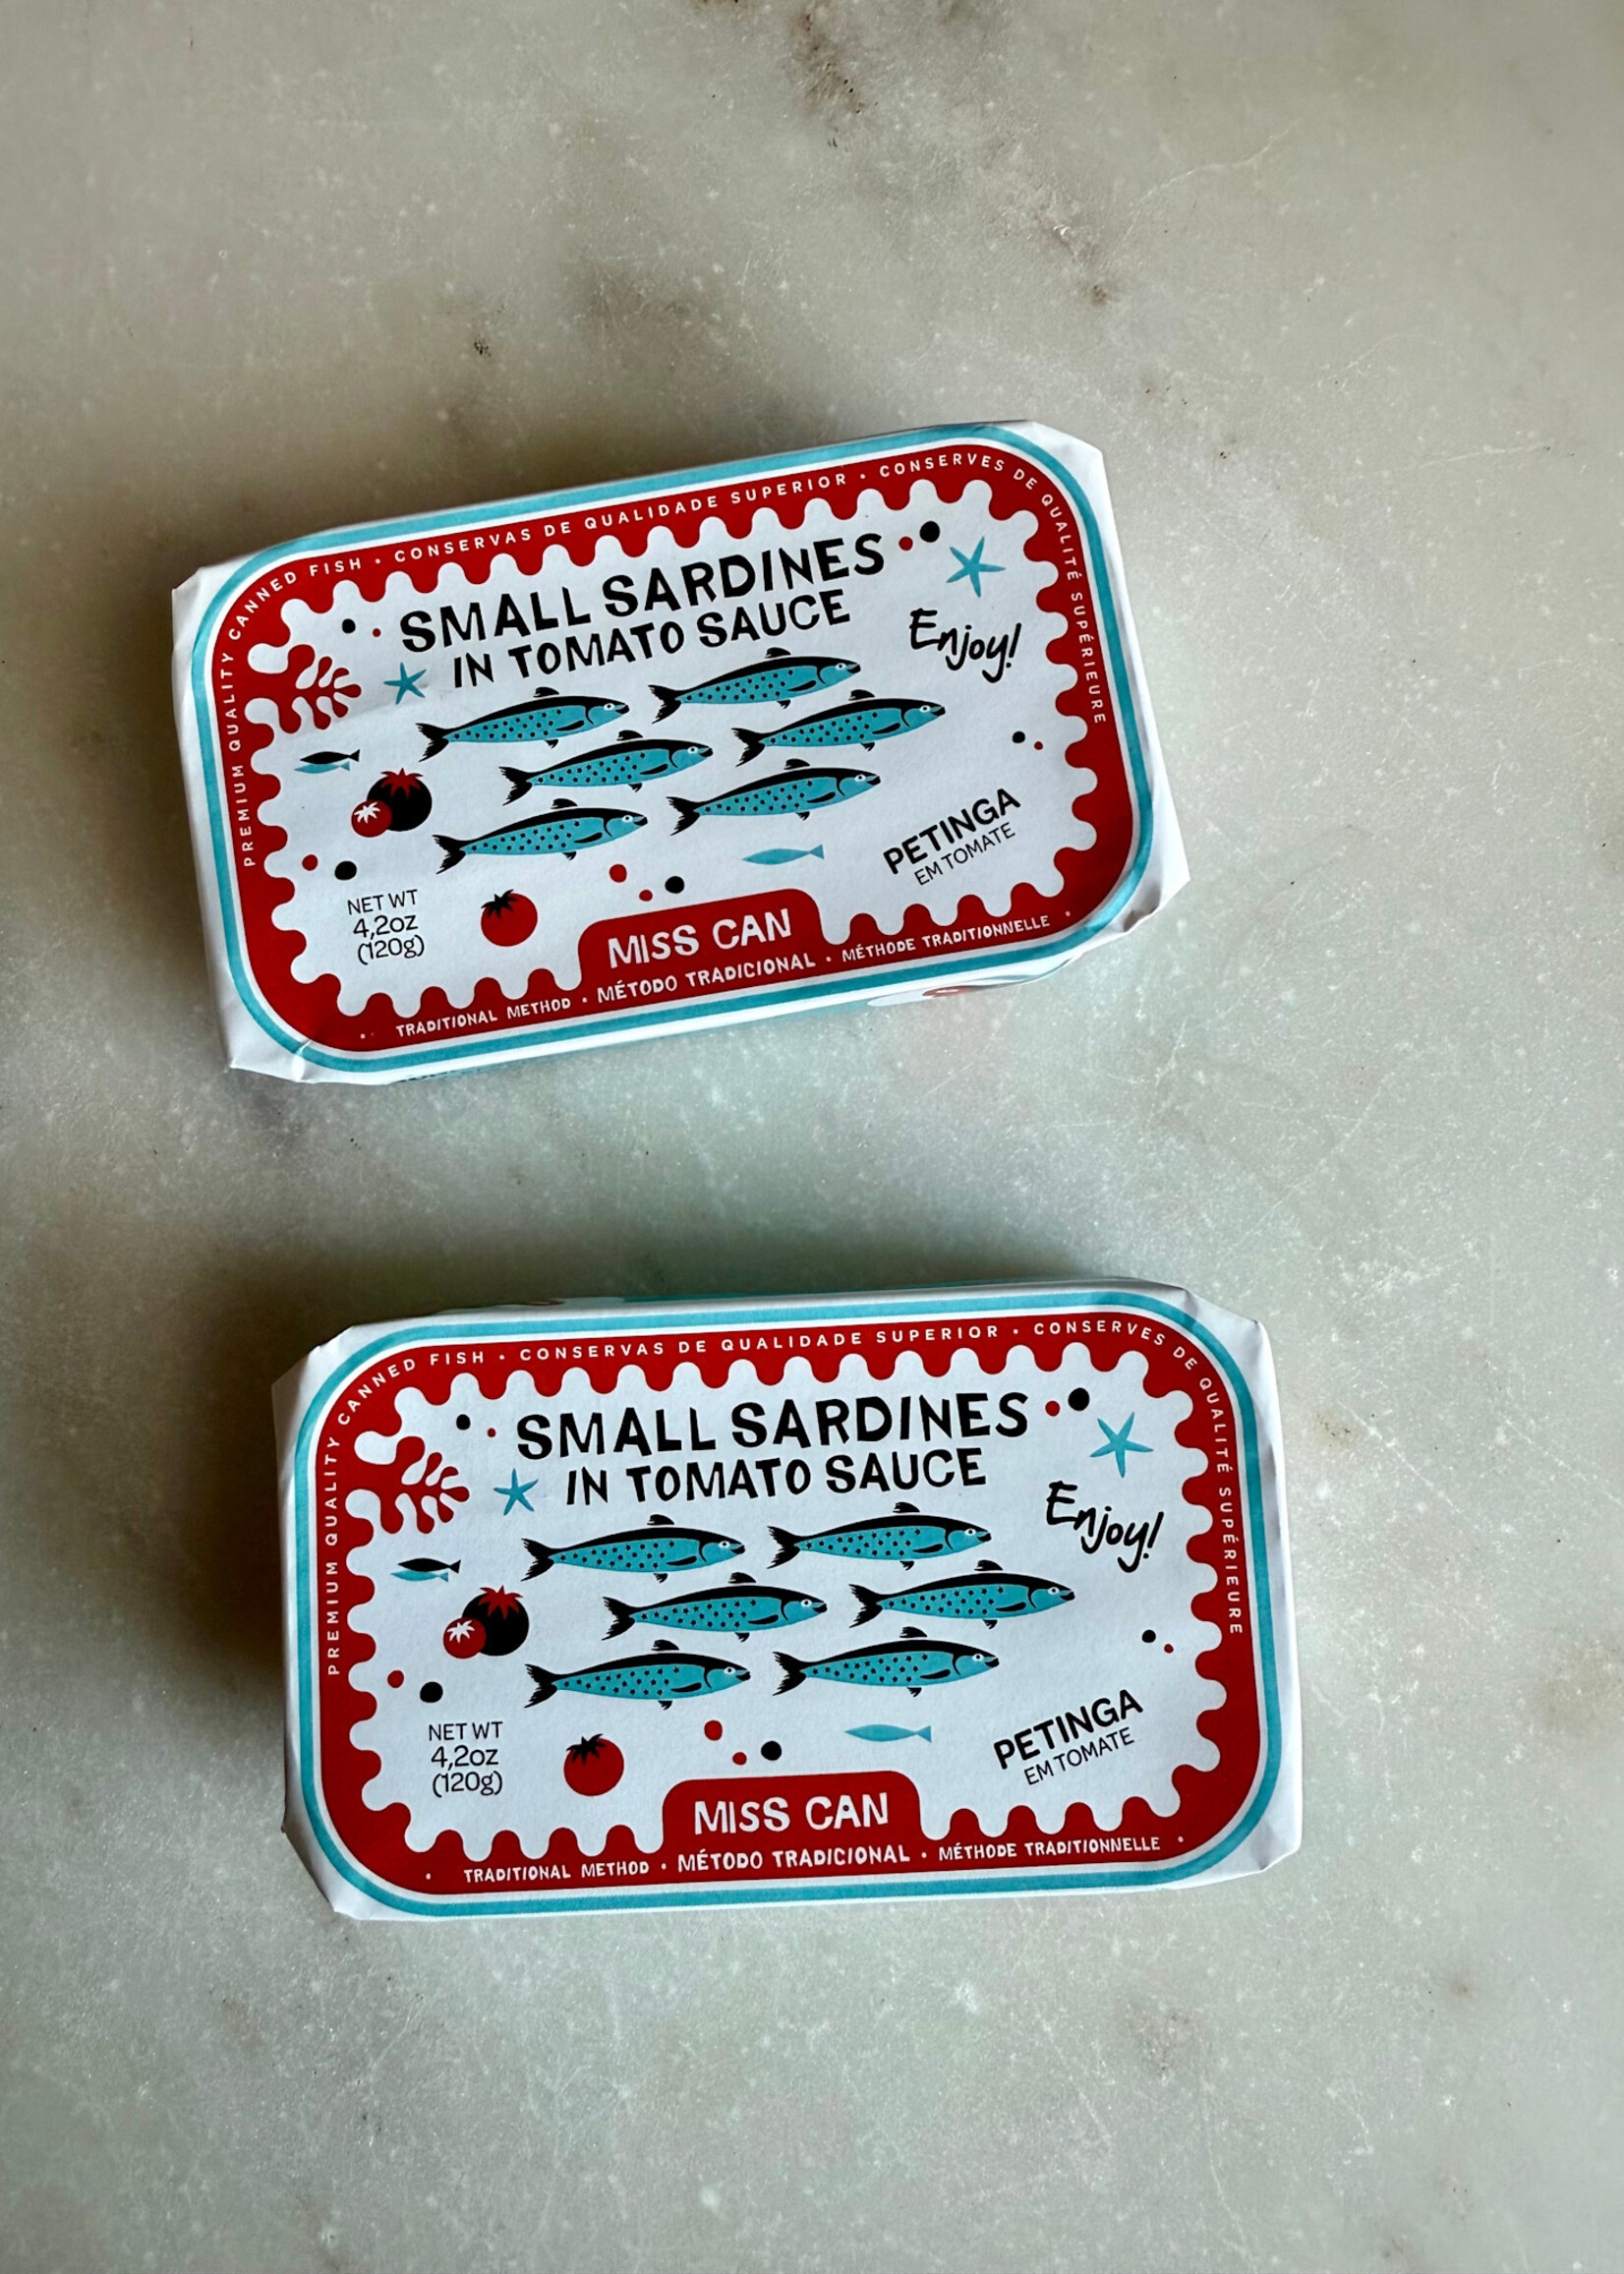 PREMIUM QUALITY CANNED FISH • CONSERVAS DE QUALIDADE SUPERIOR • CONSERVES DE QUALITÉ SUPÉRIEURE
SMALL SARDINES
IN TOMATO SAUCE
Enjoy!
PETINGA
EM TOMATE
NET WT
4,2oz
(120g)
MISS CAN
• TRADITIONAL METHOD • MÉTODO TRADICIONAL • MÉTHODE TRADITIONNELLE •
PREMIUM QUALITY CANNED FISH • CONSERVAS DE QUALIDADE SUPERIOR • CONSERVES DE QUALITÉ SUPÉRIEURE
SMALL SARDINES
IN TOMATO SAUCE
Enjoy!
PETINGA
EM TOMATE
NET WT
4,2oz
(120g)
MISS CAN
• TRADITIONAL METHOD • MÉTODO TRADICIONAL • MÉTHODE TRADITIONNELLE •